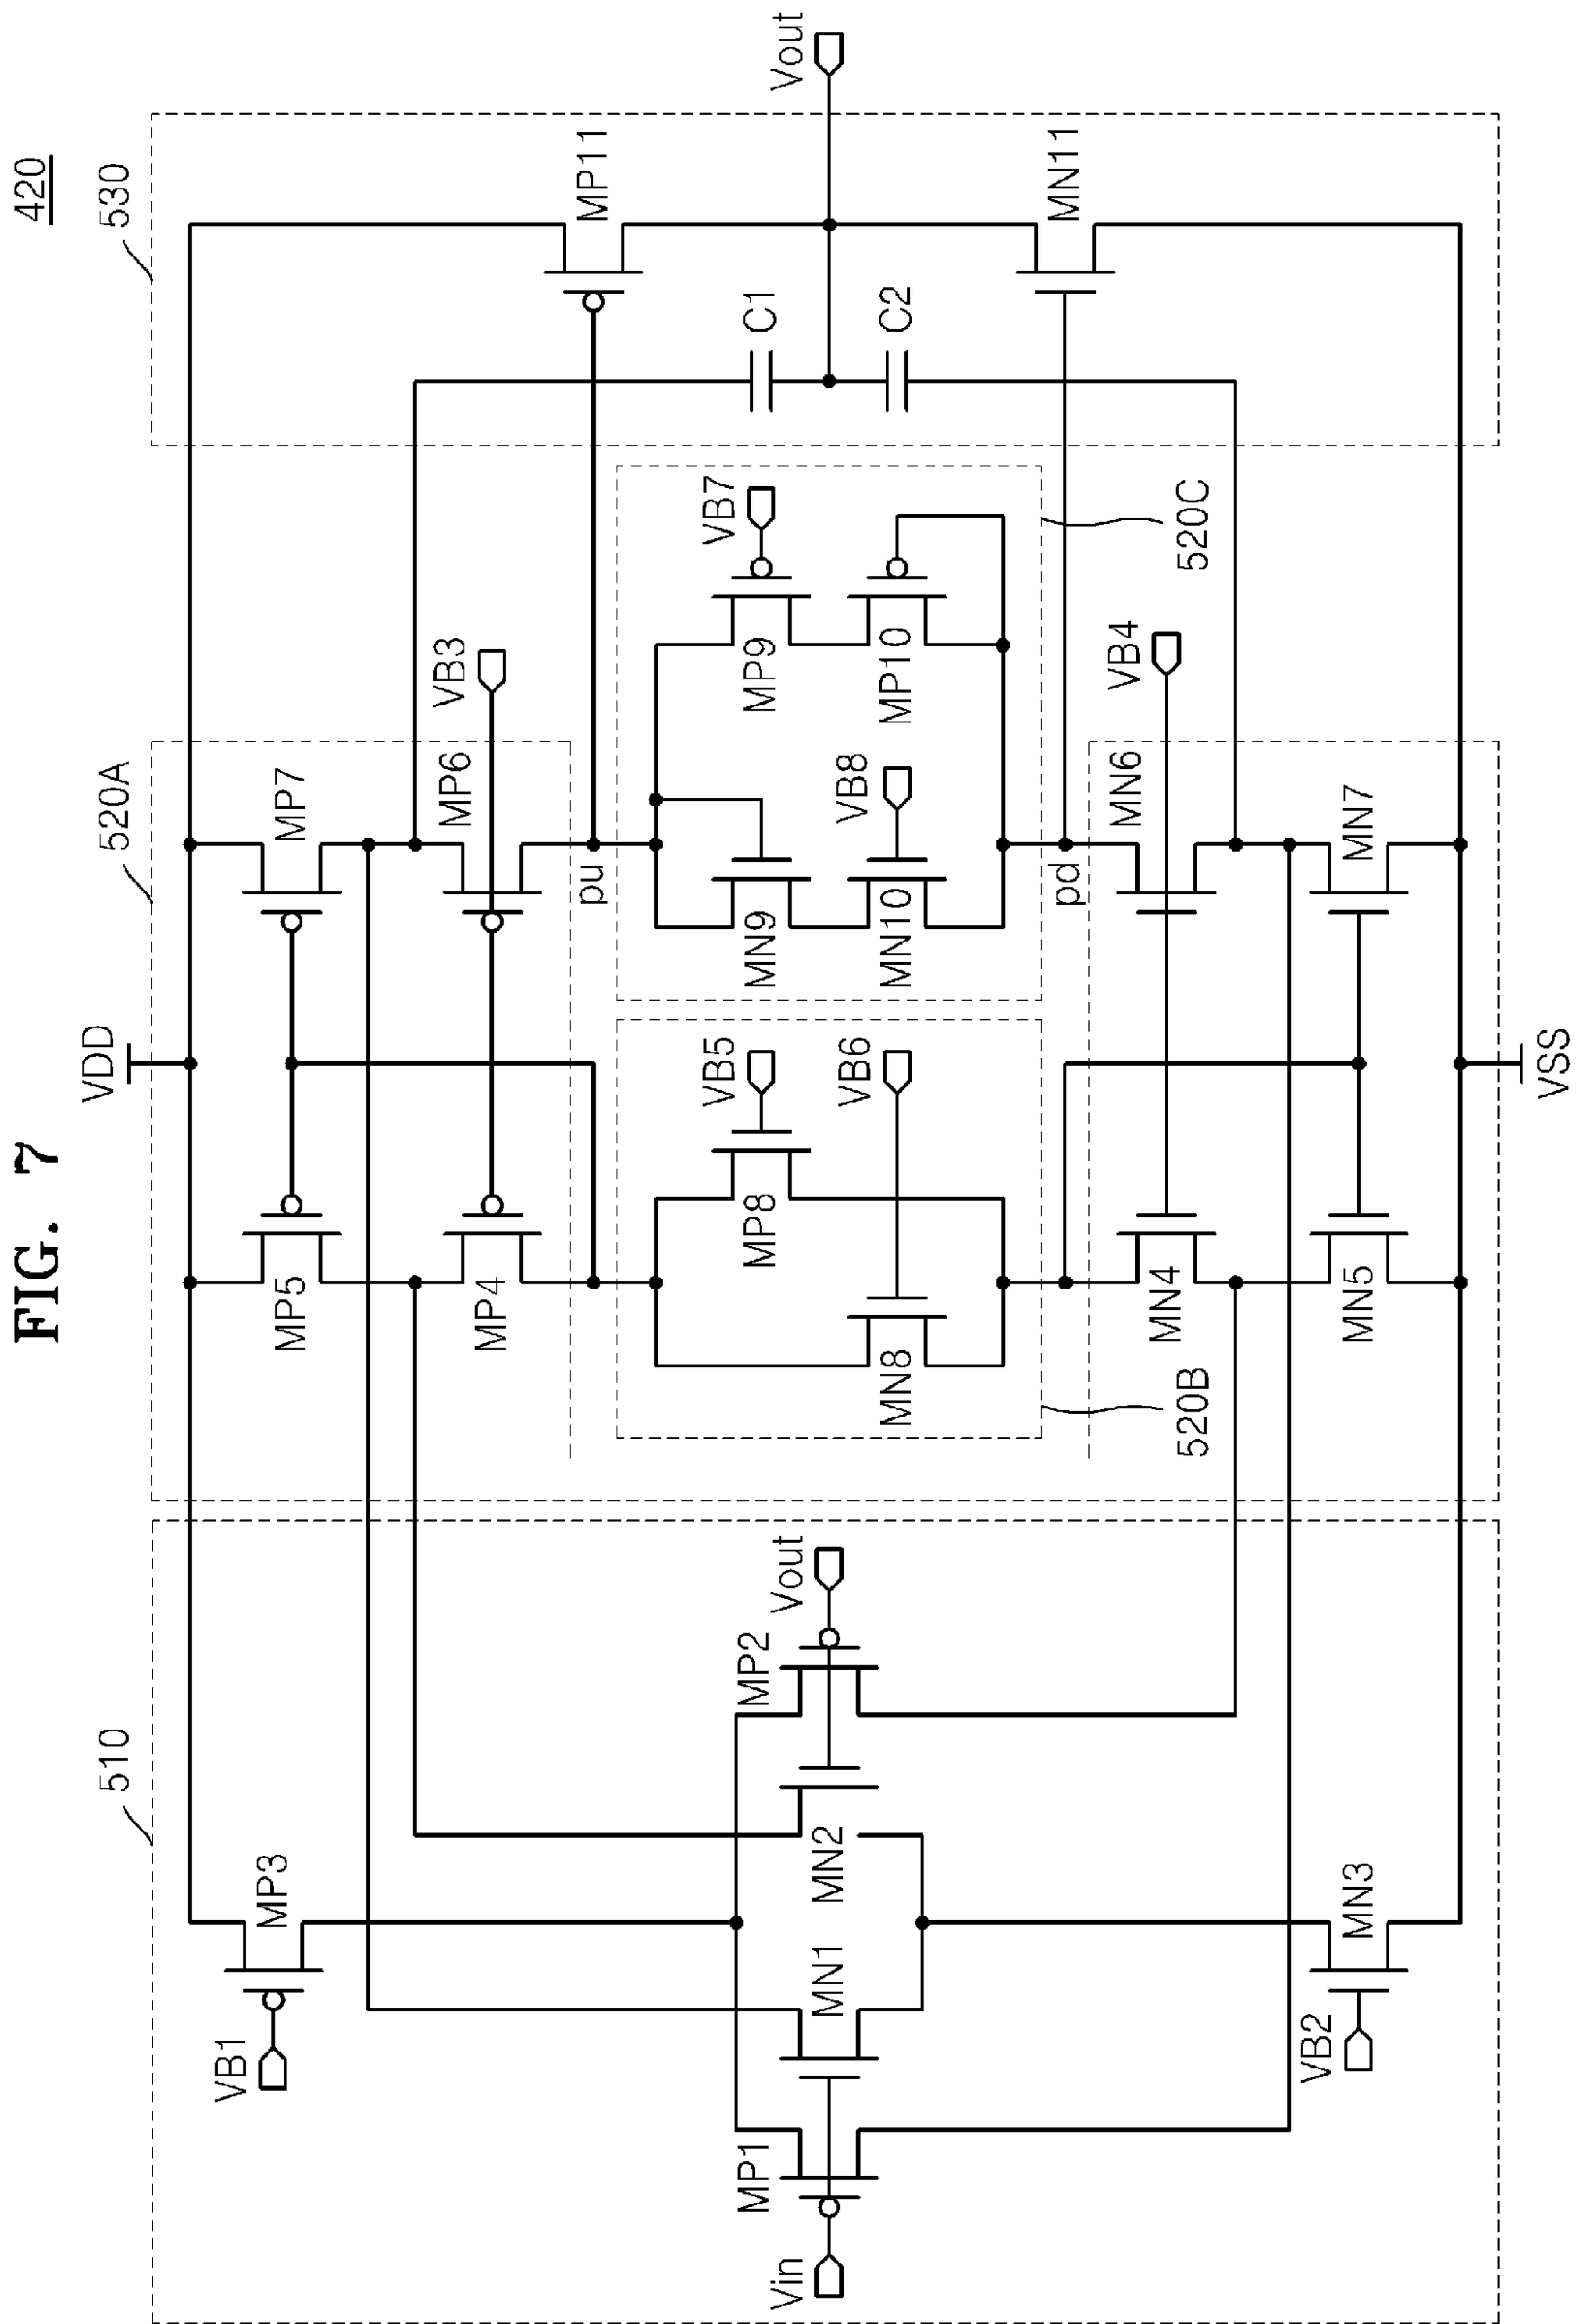 FIG. 7
420
510
520A
530
VDD
VB1
MP3
MP5
MP7
MP4
MP6
VB3
MP11
pu
MP1
MN1
MN2
MP2
Vin
Vout
MP8
VB5
MN8
VB6
520B
MN9
MN10
VB8
MP9
VB7
MP10
520C
C1
C2
Vout
pd
MN4
MN6
VB4
MN5
MN7
MN11
VB2
MN3
VSS